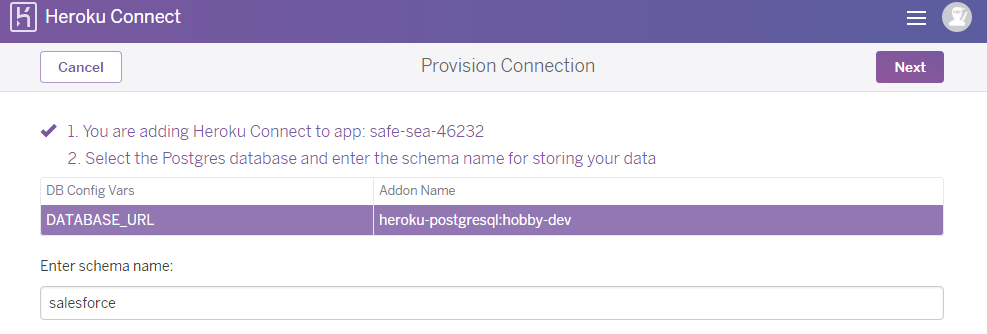 Heroku Connect
Cancel Provision Connection Next
1. You are adding Heroku Connect to app: safe-sea-46232
2. Select the Postgres database and enter the schema name for storing your data
DB Config Vars Addon Name
DATABASE_URL heroku-postgresql:hobby-dev
Enter schema name:
salesforce